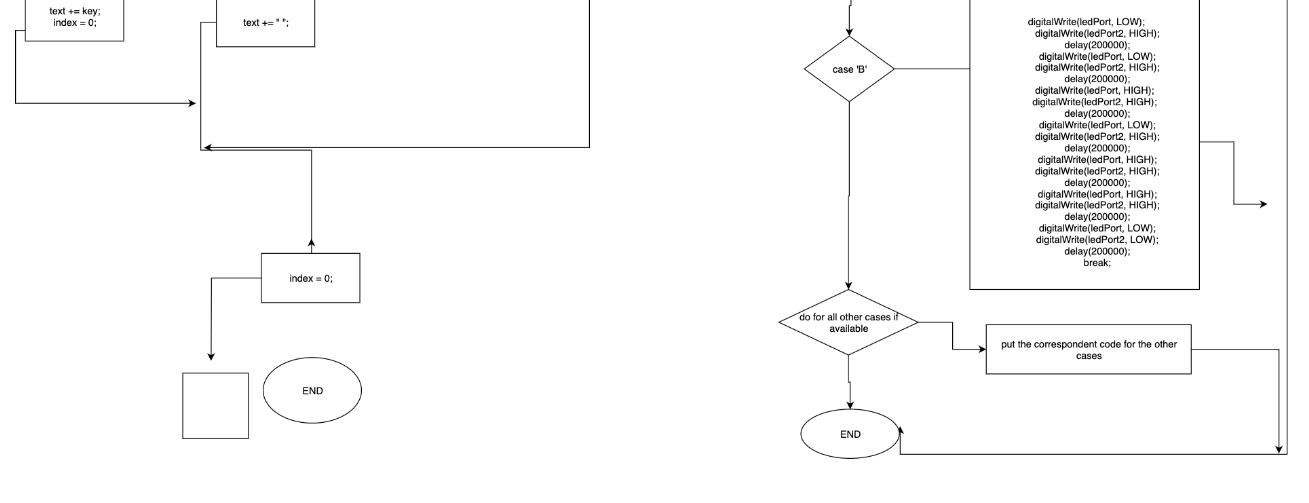 text += key;
index = 0;
text += " ";
index = 0;
END
case 'B'
digitalWrite(ledPort, LOW);
digitalWrite(ledPort2, HIGH);
delay(200000);
digitalWrite(ledPort, LOW);
digitalWrite(ledPort2, HIGH);
delay(200000);
digitalWrite(ledPort, HIGH);
digitalWrite(ledPort2, HIGH);
delay(200000);
digitalWrite(ledPort, LOW);
digitalWrite(ledPort2, HIGH);
delay(200000);
digitalWrite(ledPort, HIGH);
digitalWrite(ledPort2, HIGH);
delay(200000);
digitalWrite(ledPort, HIGH);
digitalWrite(ledPort2, HIGH);
delay(200000);
digitalWrite(ledPort, LOW);
digitalWrite(ledPort2, LOW);
delay(200000);
break;
do for all other cases if
available
put the correspondent code for the other
cases
END